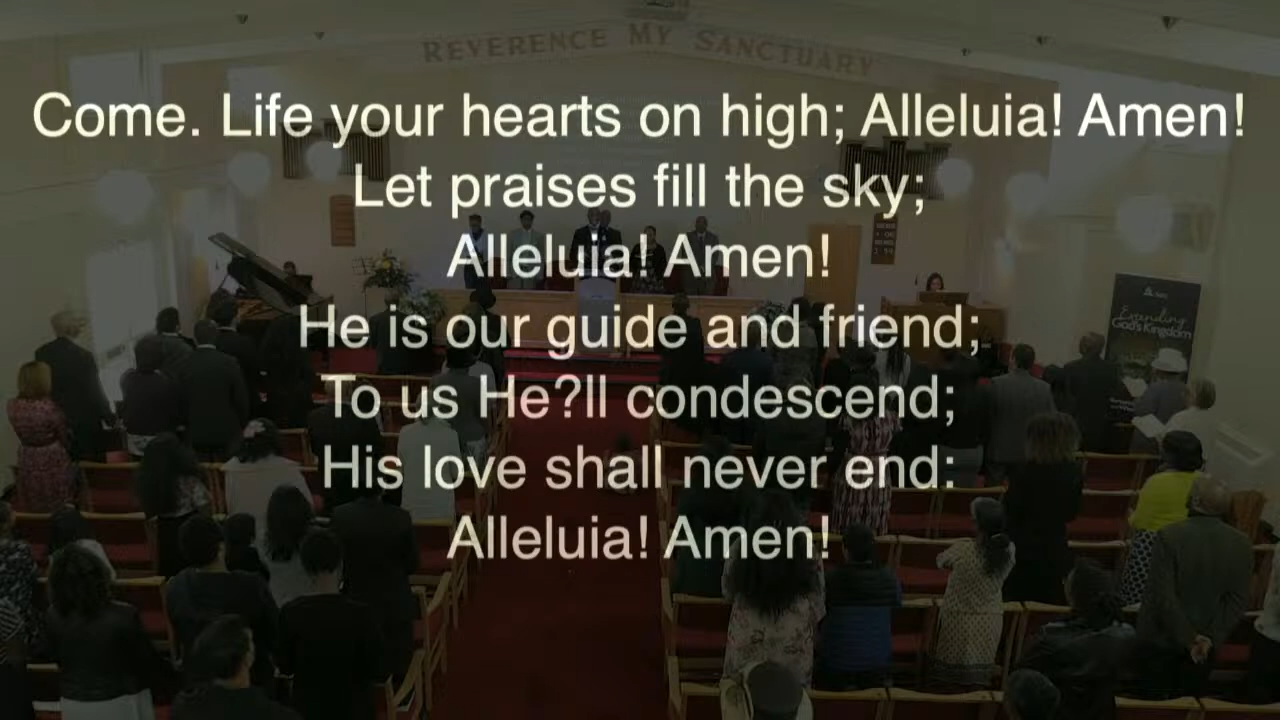 REVERENCE MY SANCTUARY
Come. Life your hearts on high; Alleluia! Amen!
Let praises fill the sky;
Alleluia! Amen!
He is our guide and friend;
To us He?ll condescend;
His love shall never end:
Alleluia! Amen!
Extending
God's Kingdom